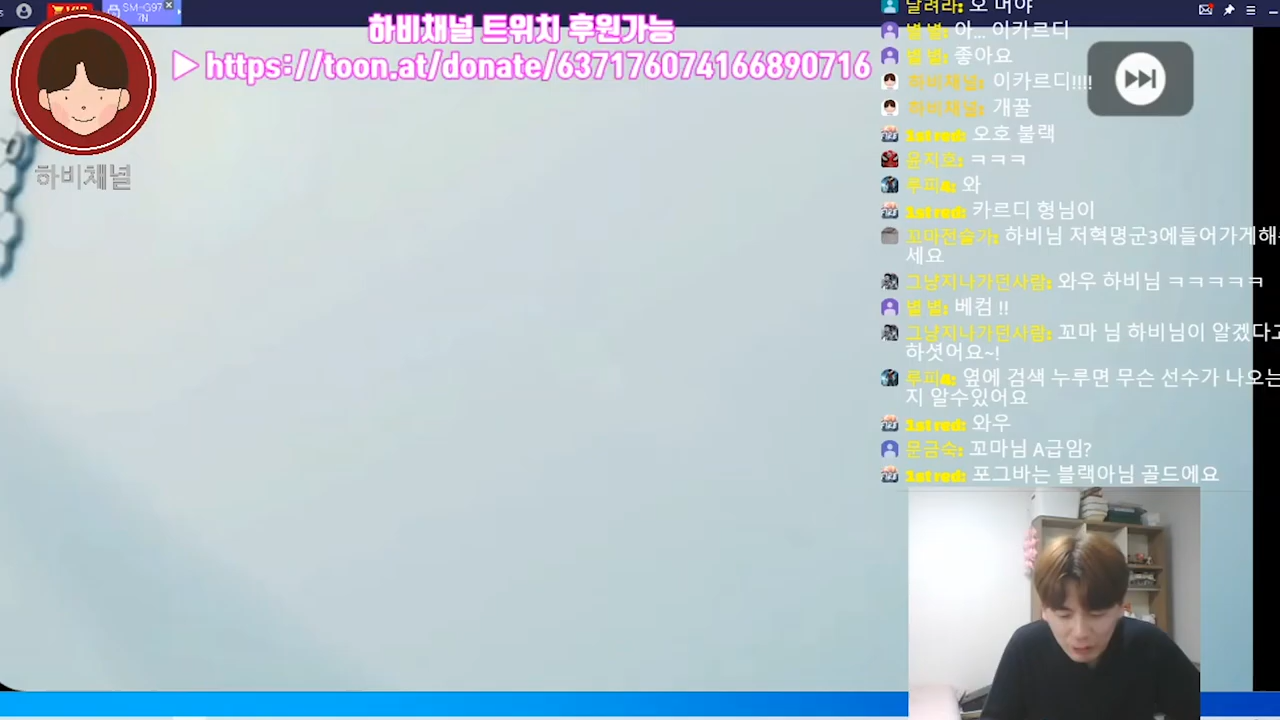 SM-G97
7N
하비채널 트위치 후원가능
▶ https://toon.at/donate/637176074166890716
하비채널
달려라: 오 머야
별 별: 아... 이카르디
별 별: 좋아요
하비채널: 이카르디!!!!
하비채널: 개꿀
1st red: 오호 블랙
윤지호: ㅋㅋㅋ
루피4: 와
1st red: 카르디 형님이
꼬마전슬가: 하비님 저혁명군3에들어가게해주
세요
그냥지나가던사람: 와우 하비님 ㅋㅋㅋㅋㅋ
별 별: 베컴 !!
그냥지나가던사람: 꼬마 님 하비님이 알겠다고
하셧어요~!
루피4: 옆에 검색 누루면 무슨 선수가 나오는
지 알수있어요
1st red: 와우
문금숙: 꼬마님 A급임?
1st red: 포그바는 블랙아님 골드에요